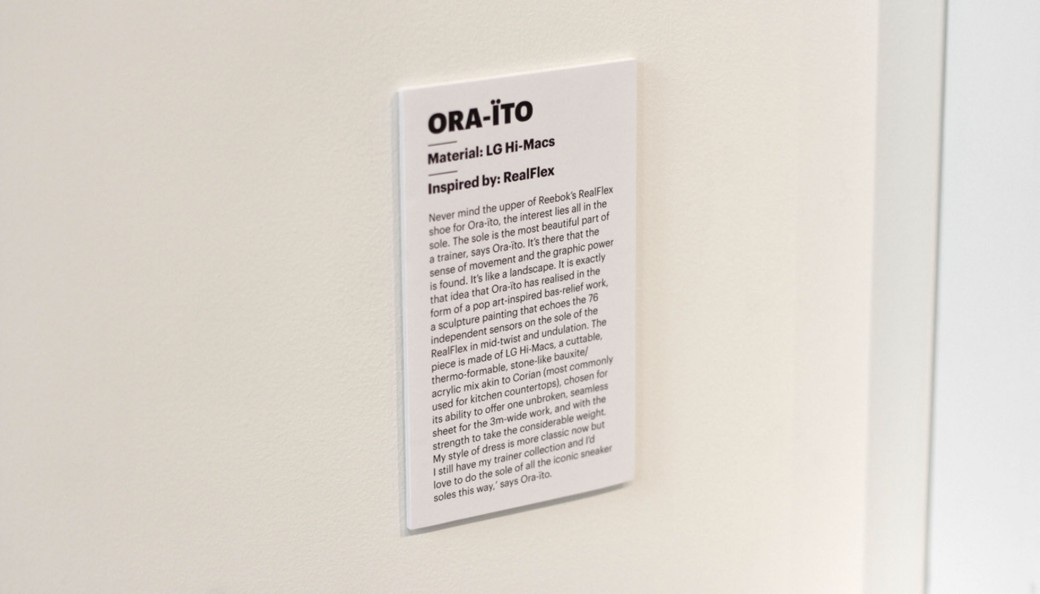 ORA-ÏTO
Material: LG Hi-Macs
Inspired by: RealFlex
Never mind the upper of Reebok's RealFlex
shoe for Ora-ïto, the interest lies all in the
sole. The sole is the most beautiful part of
a trainer, says Ora-ïto. It's there that the
sense of movement and the graphic power
is found. It's like a landscape. It is exactly
that idea that Ora-ïto has realised in the
form of a pop art-inspired bas-relief work,
a sculpture painting that echoes the 76
independent sensors on the sole of the
RealFlex in mid-twist and undulation. The
piece is made of LG Hi-Macs, a cuttable,
thermo-formable, stone-like bauxite/
acrylic mix akin to Corian (most commonly
used for kitchen countertops), chosen for
its ability to offer one unbroken, seamless
sheet for the 3m-wide work, and with the
strength to take the considerable weight.
My style of dress is more classic now but
I still have my trainer collection and I'd
love to do the sole of all the iconic sneaker
soles this way,' says Ora-ïto.